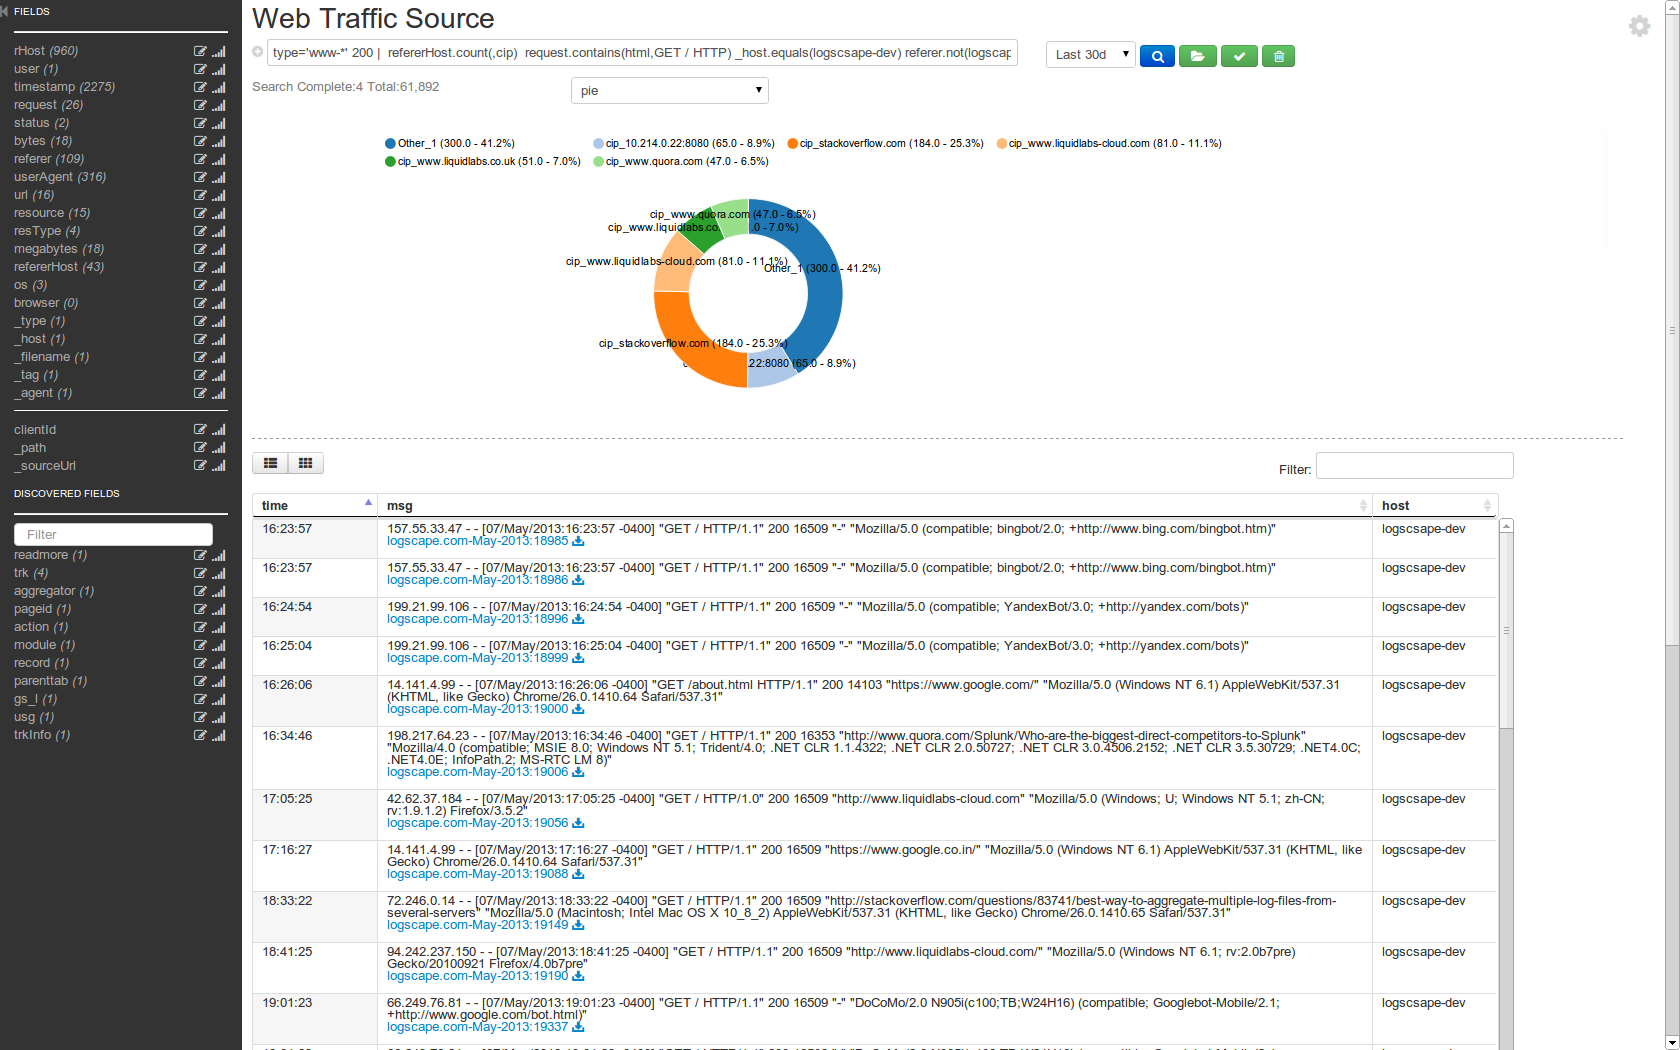 FIELDS
rHost (960)
user (1)
timestamp (2275)
request (26)
status (2)
bytes (18)
referer (109)
userAgent (316)
url (16)
resource (15)
resType (4)
megabytes (18)
refererHost (43)
os (3)
browser (0)
_type (1)
_host (1)
_filename (1)
_tag (1)
_agent (1)
clientId
_path
_sourceUrl
DISCOVERED FIELDS
Filter
readmore (1)
trk (4)
aggregator (1)
pageid (1)
action (1)
module (1)
record (1)
parenttab (1)
gs_l (1)
usg (1)
trkInfo (1)
Web Traffic Source
type='www-*' 200 | refererHost.count(,cip) request.contains(html,GET / HTTP) _host.equals(logscsape-dev) referer.not(logscap
Last 30d
Search Complete:4 Total:61,892
pie
Other_1 (300.0 - 41.2%) cip_10.214.0.22:8080 (65.0 - 8.9%) cip_stackoverflow.com (184.0 - 25.3%) cip_www.liquidlabs-cloud.com (81.0 - 11.1%)
cip_www.liquidlabs.co.uk (51.0 - 7.0%) cip_www.quora.com (47.0 - 6.5%)
cip_www.quora.com (47.0 - 6.5%)
cip_www.liquidlabs.co. .0 - 7.0%)
cip_www.liquidlabs-cloud.com (81.0 - 11.1%)
Other_1 (300.0 - 41.2%)
cip_stackoverflow.com (184.0 - 25.3%)
22:8080 (65.0 - 8.9%)
Filter:
time msg host
16:23:57 157.55.33.47 - - [07/May/2013:16:23:57 -0400] "GET / HTTP/1.1" 200 16509 "-" "Mozilla/5.0 (compatible; bingbot/2.0; +http://www.bing.com/bingbot.htm)" logscsape-dev
logscape.com-May-2013:18985
16:23:57 157.55.33.47 - - [07/May/2013:16:23:57 -0400] "GET / HTTP/1.1" 200 16509 "-" "Mozilla/5.0 (compatible; bingbot/2.0; +http://www.bing.com/bingbot.htm)" logscsape-dev
logscape.com-May-2013:18986
16:24:54 199.21.99.106 - - [07/May/2013:16:24:54 -0400] "GET / HTTP/1.1" 200 16509 "-" "Mozilla/5.0 (compatible; YandexBot/3.0; +http://yandex.com/bots)" logscsape-dev
logscape.com-May-2013:18996
16:25:04 199.21.99.106 - - [07/May/2013:16:25:04 -0400] "GET / HTTP/1.1" 200 16509 "-" "Mozilla/5.0 (compatible; YandexBot/3.0; +http://yandex.com/bots)" logscsape-dev
logscape.com-May-2013:18999
16:26:06 14.141.4.99 - - [07/May/2013:16:26:06 -0400] "GET /about.html HTTP/1.1" 200 14103 "https://www.google.com/" "Mozilla/5.0 (Windows NT 6.1) AppleWebKit/537.31 logscsape-dev
(KHTML, like Gecko) Chrome/26.0.1410.64 Safari/537.31"
logscape.com-May-2013:19000
16:34:46 198.217.64.23 - - [07/May/2013:16:34:46 -0400] "GET / HTTP/1.1" 200 16353 "http://www.quora.com/Splunk/Who-are-the-biggest-direct-competitors-to-Splunk" logscsape-dev
"Mozilla/4.0 (compatible; MSIE 8.0; Windows NT 5.1; Trident/4.0; .NET CLR 1.1.4322; .NET CLR 2.0.50727; .NET CLR 3.0.4506.2152; .NET CLR 3.5.30729; .NET4.0C;
.NET4.0E; InfoPath.2; MS-RTC LM 8)"
logscape.com-May-2013:19006
17:05:25 42.62.37.184 - - [07/May/2013:17:05:25 -0400] "GET / HTTP/1.0" 200 16509 "http://www.liquidlabs-cloud.com" "Mozilla/5.0 (Windows; U; Windows NT 5.1; zh-CN; logscsape-dev
rv:1.9.1.2) Firefox/3.5.2"
logscape.com-May-2013:19056
17:16:27 14.141.4.99 - - [07/May/2013:17:16:27 -0400] "GET / HTTP/1.1" 200 16509 "https://www.google.co.in/" "Mozilla/5.0 (Windows NT 6.1) AppleWebKit/537.31 (KHTML, like logscsape-dev
Gecko) Chrome/26.0.1410.64 Safari/537.31"
logscape.com-May-2013:19088
18:33:22 72.246.0.14 - - [07/May/2013:18:33:22 -0400] "GET / HTTP/1.1" 200 16509 "http://stackoverflow.com/questions/83741/best-way-to-aggregate-multiple-log-files-from- logscsape-dev
several-servers" "Mozilla/5.0 (Macintosh; Intel Mac OS X 10_8_2) AppleWebKit/537.31 (KHTML, like Gecko) Chrome/26.0.1410.65 Safari/537.31"
logscape.com-May-2013:19149
18:41:25 94.242.237.150 - - [07/May/2013:18:41:25 -0400] "GET / HTTP/1.1" 200 16509 "http://www.liquidlabs-cloud.com/" "Mozilla/5.0 (Windows NT 6.1; rv:2.0b7pre) logscsape-dev
Gecko/20100921 Firefox/4.0b7pre"
logscape.com-May-2013:19190
19:01:23 66.249.76.81 - - [07/May/2013:19:01:23 -0400] "GET / HTTP/1.1" 200 16509 "-" "DoCoMo/2.0 N905i(c100;TB;W24H16) (compatible; Googlebot-Mobile/2.1; logscsape-dev
+http://www.google.com/bot.html)"
logscape.com-May-2013:19337